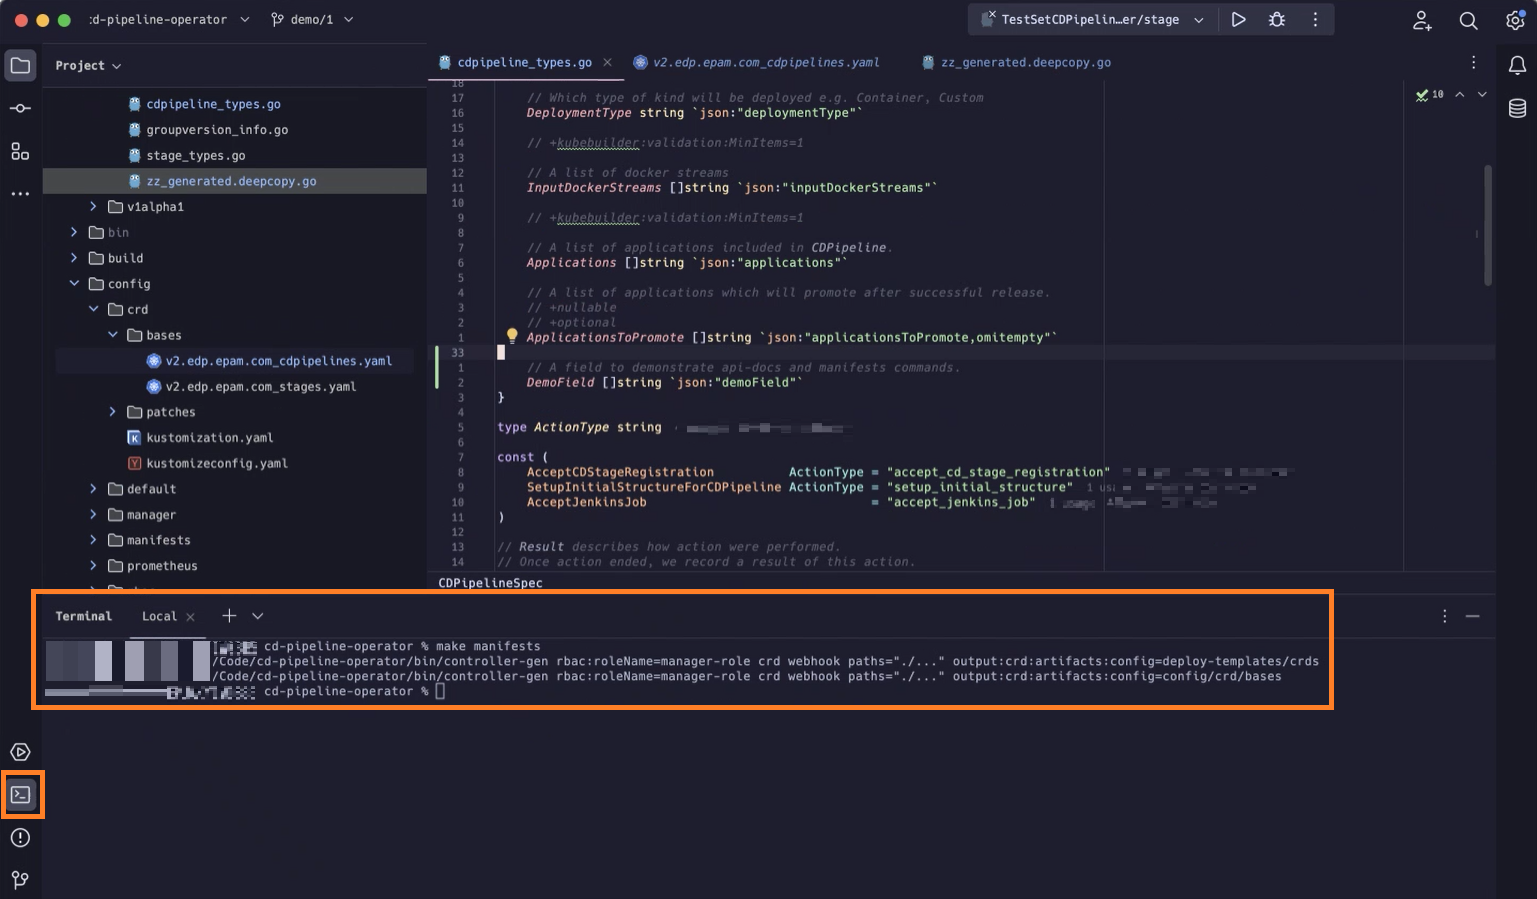 :d-pipeline-operator
demo/1
TestSetCDPipelin...er/stage
Project
cdpipeline_types.go
groupversion_info.go
stage_types.go
zz_generated.deepcopy.go
v1alpha1
bin
build
config
crd
bases
v2.edp.epam.com_cdpipelines.yaml
v2.edp.epam.com_stages.yaml
patches
kustomization.yaml
kustomizeconfig.yaml
default
manager
manifests
prometheus
cdpipeline_types.go
v2.edp.epam.com_cdpipelines.yaml
zz_generated.deepcopy.go
10
18
17 // Which type of kind will be deployed e.g. Container, Custom
16 DeploymentType string `json:"deploymentType"`
15
14 // +kubebuilder:validation:MinItems=1
13
12 // A list of docker streams
11 InputDockerStreams []string `json:"inputDockerStreams"`
10
9 // +kubebuilder:validation:MinItems=1
8
7 // A list of applications included in CDPipeline.
6 Applications []string `json:"applications"`
5
4 // A list of applications which will promote after successful release.
3 // +nullable
2 // +optional
1 ApplicationsToPromote []string `json:"applicationsToPromote,omitempty"`
33
1 // A field to demonstrate api-docs and manifests commands.
2 DemoField []string `json:"demoField"`
3 }
4
5 type ActionType string
6
7 const (
8 AcceptCDStageRegistration ActionType = "accept_cd_stage_registration"
9 SetupInitialStructureForCDPipeline ActionType = "setup_initial_structure" 1
10 AcceptJenkinsJob = "accept_jenkins_job"
11 )
12
13 // Result describes how action were performed.
14 // Once action ended, we record a result of this action.
CDPipelineSpec
Terminal
Local
cd-pipeline-operator % make manifests
/Code/cd-pipeline-operator/bin/controller-gen rbac:roleName=manager-role crd webhook paths="./..." output:crd:artifacts:config=deploy-templates/crds
/Code/cd-pipeline-operator/bin/controller-gen rbac:roleName=manager-role crd webhook paths="./..." output:crd:artifacts:config=config/crd/bases
cd-pipeline-operator %